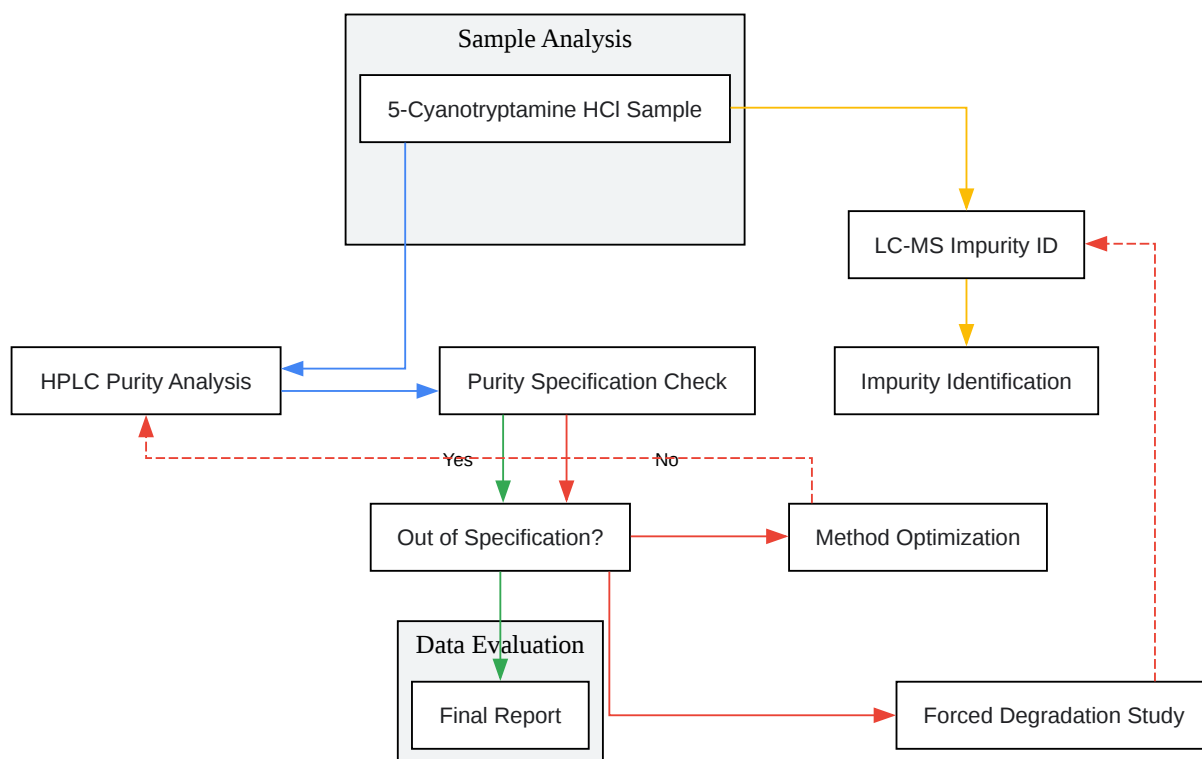 Sample Analysis
5-Cyanotryptamine HCl Sample
LC-MS Impurity ID
HPLC Purity Analysis
Purity Specification Check
Impurity Identification
Yes
No
Out of Specification?
Method Optimization
Data Evaluation
Final Report
Forced Degradation Study